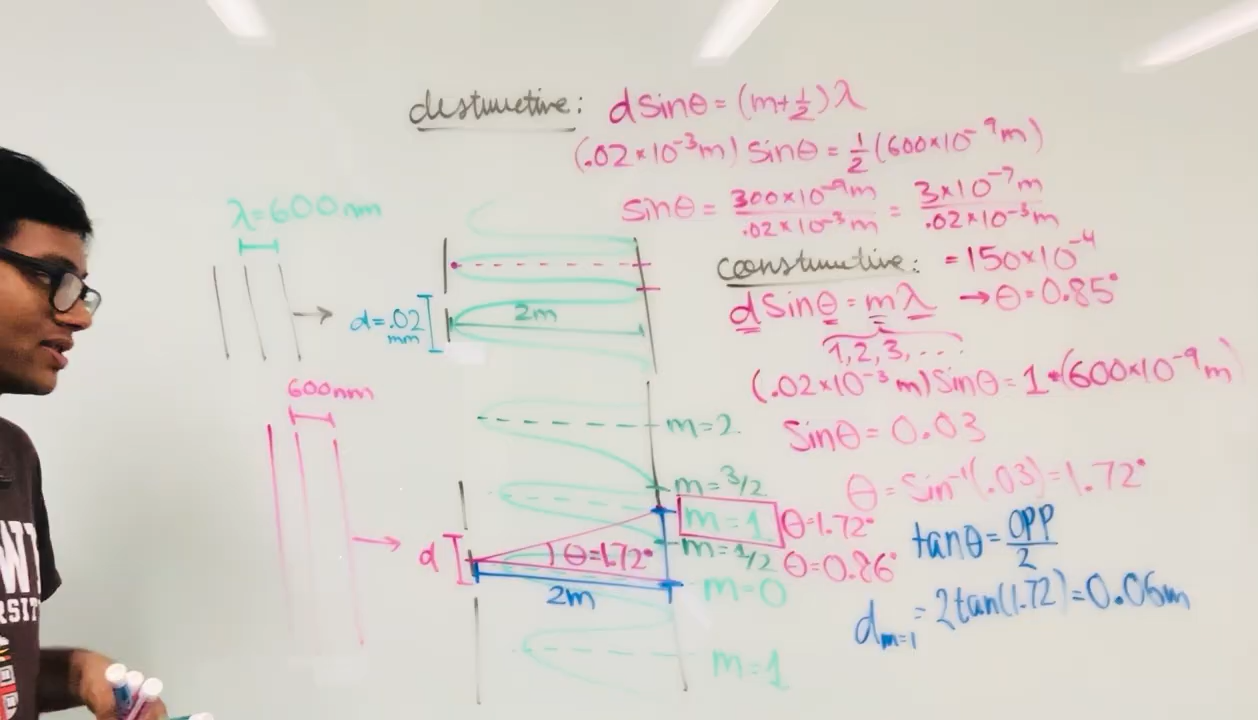 destructive: dsinθ = (m+½)λ
(.02×10⁻³m) sinθ = ½(600×10⁻⁹m)
sinθ = 300×10⁻⁹m / .02×10⁻³m = 3×10⁻⁷m / .02×10⁻³m
λ=600nm
constructive: = 150×10⁻⁴
dsinθ = mλ → θ=0.85°
d=.02 mm
2m
1, 2, 3, ...
(.02×10⁻³m) sinθ = 1•(600×10⁻⁹m)
600nm
m=2
sinθ = 0.03
m=3/2
θ = sin⁻¹(.03) = 1.72°
m=1 θ=1.72°
tanθ = OPP/2
d θ=1.72° m=1/2 θ=0.86°
2m m=0
d m=1 = 2tan(1.72) = 0.06m
m=1